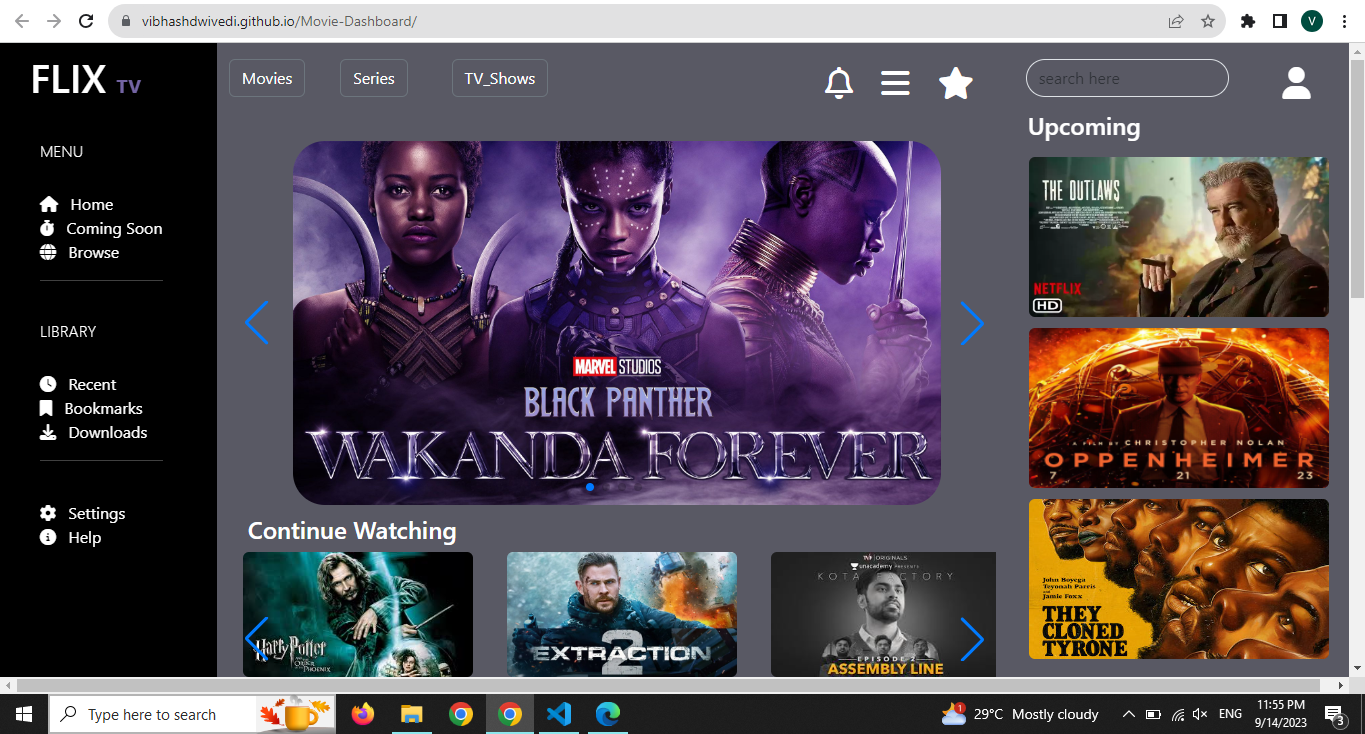 vibhashdwivedi.github.io/Movie-Dashboard/
V
FLIX TV
Movies
Series
TV_Shows
search here
MENU
Home
Coming Soon
Browse
LIBRARY
Recent
Bookmarks
Downloads
Settings
Help
MARVEL STUDIOS
BLACK PANTHER
WAKANDA FOREVER
Continue Watching
Harry Potter
AND THE
ORDER
PHOENIX
EXTRACTION
2
ORIGINALS
unacademy PRESENTS
KOTA FACTORY
EPISODE 2
ASSEMBLY LINE
Upcoming
THE OUTLAWS
NETFLIX
HD
A FILM BY CHRISTOPHER NOLAN
OPPENHEIMER
7 21 23
John Boyega
Teyonah Parris
and
Jamie Foxx
THEY
CLONED
TYRONE
Type here to search
1
29°C Mostly cloudy
ENG
11:55 PM
9/14/2023
3